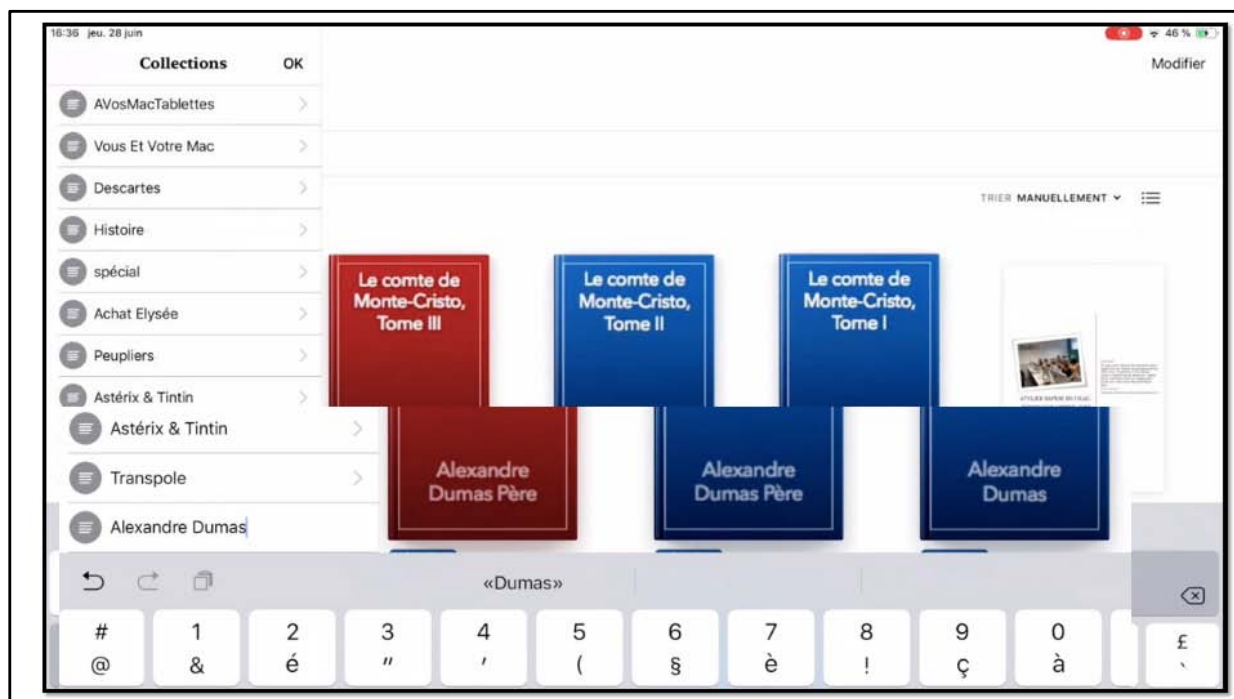 16:36 jeu. 28 juin
46 %
Collections OK
Modifier
AVosMacTablettes
Vous Et Votre Mac
Descartes
TRIER MANUELLEMENT
Histoire
spécial
Achat Elysée
Peupliers
Astérix & Tintin
Le comte de
Monte-Cristo,
Tome III
Le comte de
Monte-Cristo,
Tome II
Le comte de
Monte-Cristo,
Tome I
Astérix & Tintin
Transpole
Alexandre Dumas
Alexandre
Dumas Père
Alexandre
Dumas Père
Alexandre
Dumas
«Dumas»
# 1 2 3 4 5 6 7 8 9 0 £
@ & é " ' ( § è ! ç à `